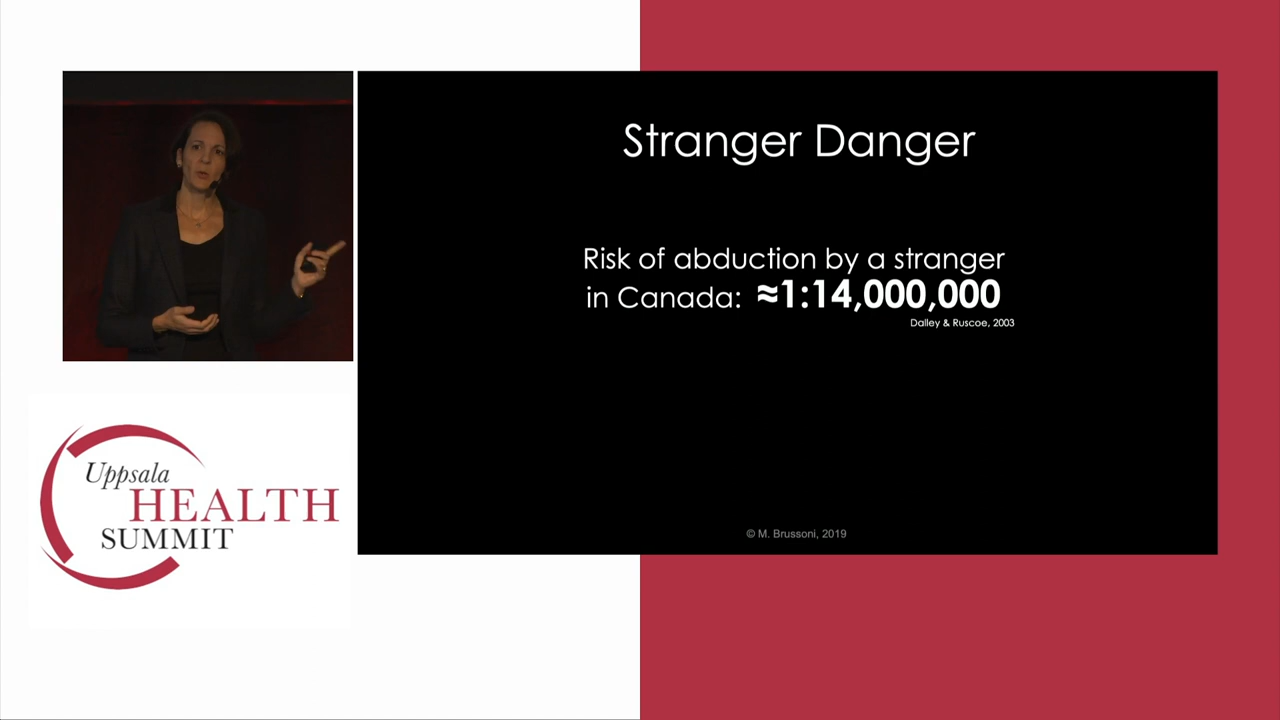 Stranger Danger
Risk of abduction by a stranger
in Canada: ≈1:14,000,000
Dalley & Ruscoe, 2003
© M. Brussoni, 2019
Uppsala
HEALTH
SUMMIT